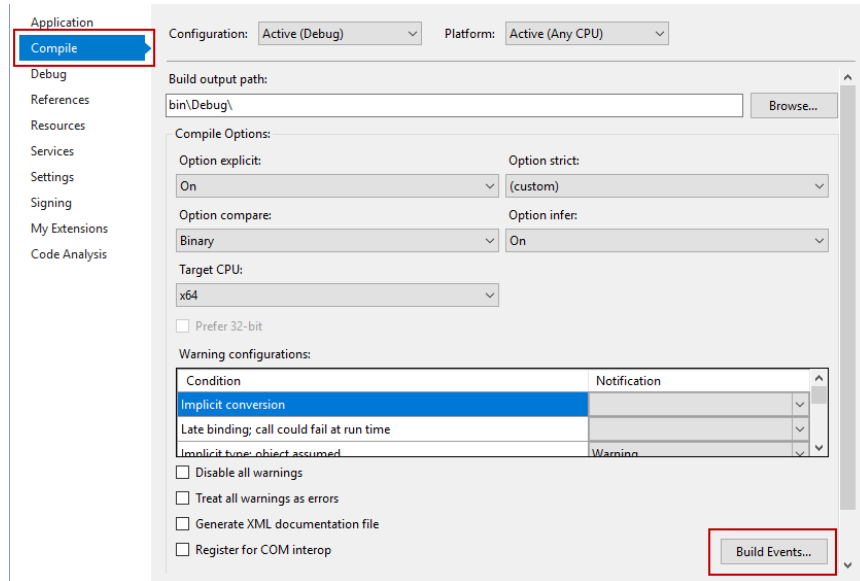 Application
Compile
Debug
References
Resources
Services
Settings
Signing
My Extensions
Code Analysis
Configuration: Active (Debug) Platform: Active (Any CPU)
Build output path:
bin\Debug\ Browse...
Compile Options:
Option explicit: Option strict:
On (custom)
Option compare: Option infer:
Binary On
Target CPU:
x64
Prefer 32-bit
Warning configurations:
Condition Notification
Implicit conversion
Late binding; call could fail at run time
Implicit type; object assumed Warning
Disable all warnings
Treat all warnings as errors
Generate XML documentation file
Register for COM interop
Build Events...